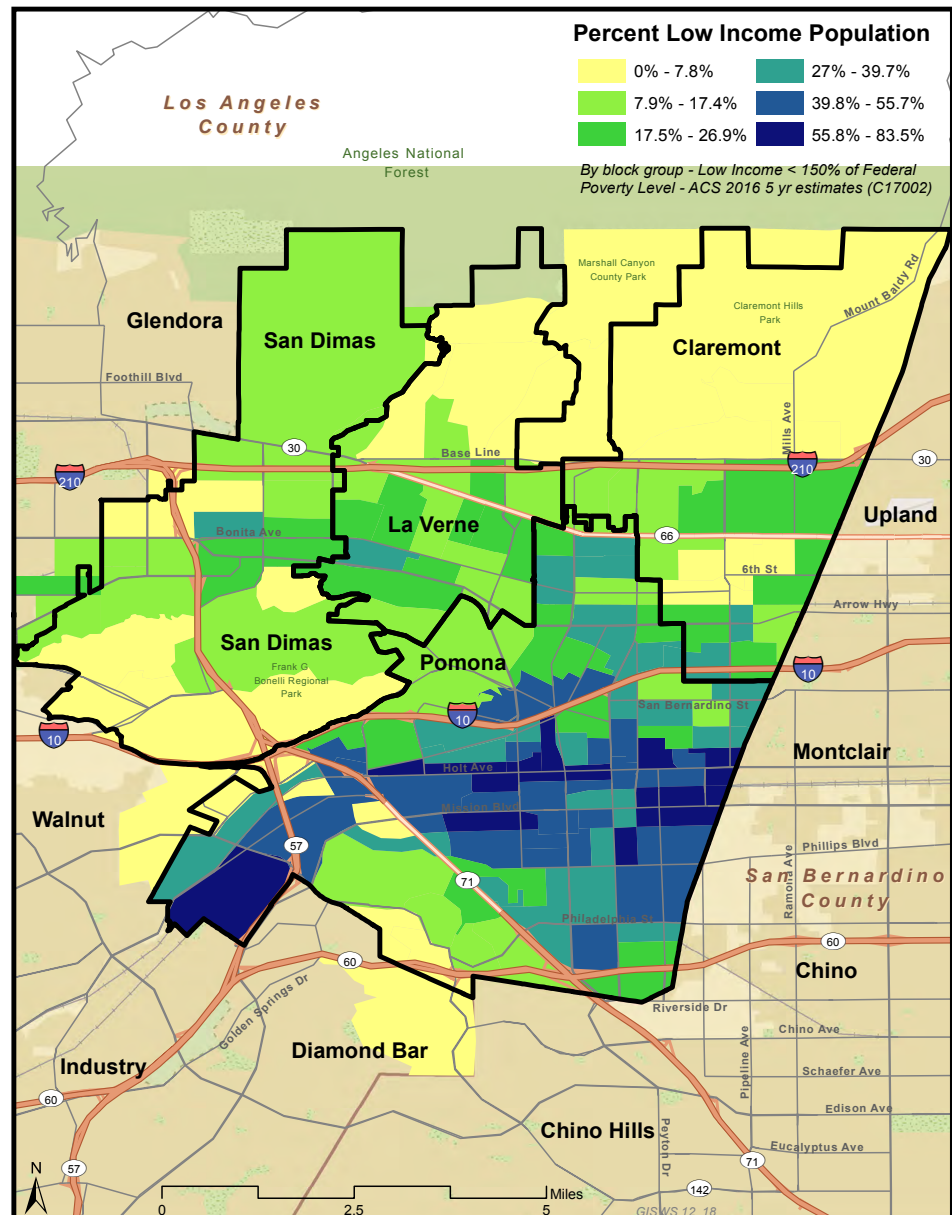 Percent Low Income Population
0% - 7.8%
27% - 39.7%
7.9% - 17.4%
39.8% - 55.7%
17.5% - 26.9%
55.8% - 83.5%
By block group - Low Income < 150% of Federal
Poverty Level - ACS 2016 5 yr estimates (C17002)
Los Angeles
County
Angeles National
Forest
Marshall Canyon
County Park
Mount Baldy Rd
Claremont Hills
Park
Glendora
San Dimas
Claremont
Foothill Blvd
Mills Ave
30
Base Line
210
210
30
La Verne
Upland
Bonita Ave
66
6th St
Arrow Hwy
San Dimas
Pomona
Frank G
Bonelli Regional
Park
10
San Bernardino St
10
10
Montclair
Holt Ave
Mission Blvd
Walnut
57
Phillips Blvd
Ramona Ave
71
San Bernardino
County
Philadelphia St
60
60
Chino
Golden Springs Dr
Riverside Dr
Chino Ave
Diamond Bar
Pipeline Ave
Industry
Schaefer Ave
60
Edison Ave
Chino Hills
Peyton Dr
Eucalyptus Ave
57
71
142
N
Miles
0
2.5
5
GISWS 12_18